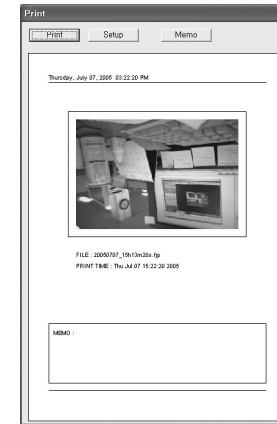 Print
Print Setup Memo
Thursday, July 07, 2005 03:22:20 PM
FILE : 20050707_15h13m20s.fjp
PRINT TIME : Thu Jul 07 15:22:20 2005
MEMO :